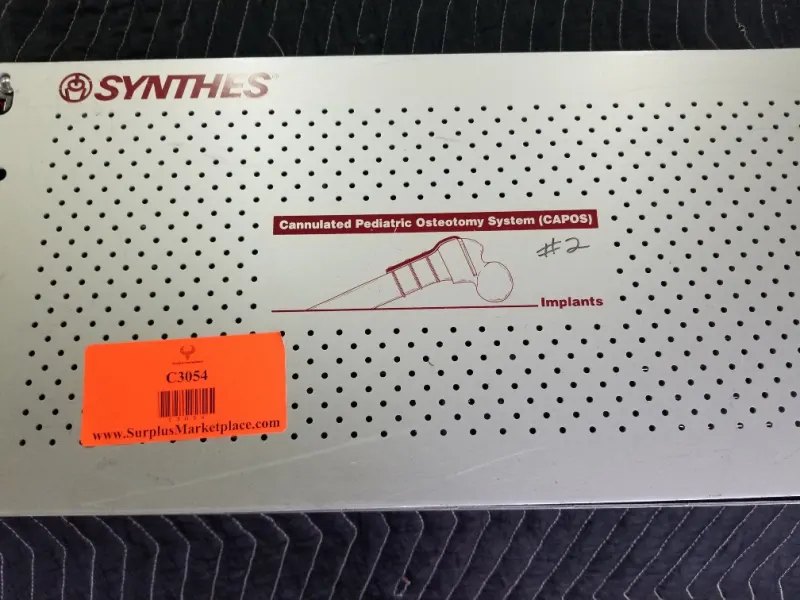 SYNTHES®
Cannulated Pediatric Osteotomy System (CAPOS)
#2
Implants
C3054
www.SurplusMarketplace.com